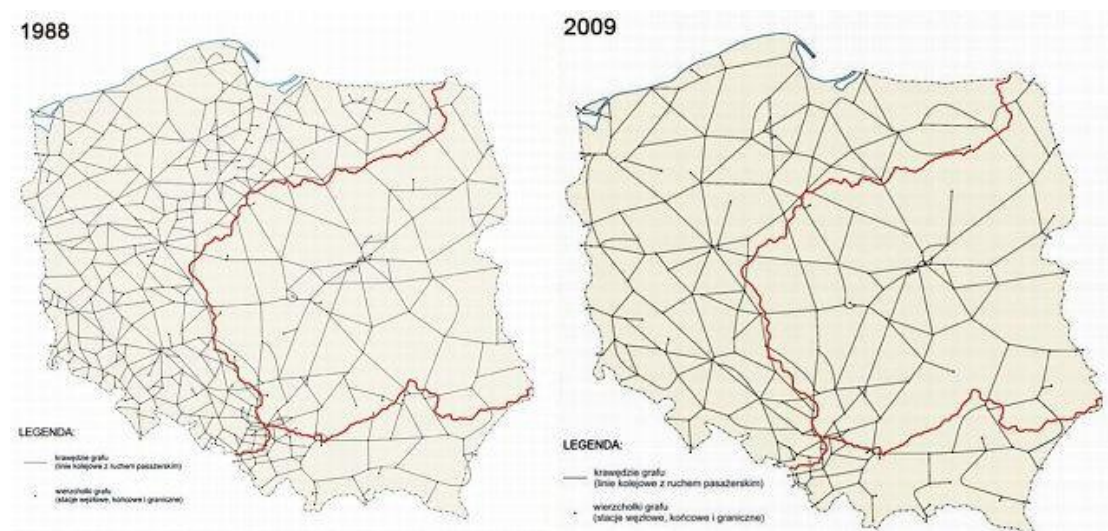 1988
LEGENDA:
krawędzie grafu
(linie kolejowe z ruchem pasażerskim)
wierzchołki grafu
(stacje węzłowe, końcowe i graniczne)
2009
LEGENDA:
krawędzie grafu
(linie kolejowe z ruchem pasażerskim)
wierzchołki grafu
(stacje węzłowe, końcowe i graniczne)